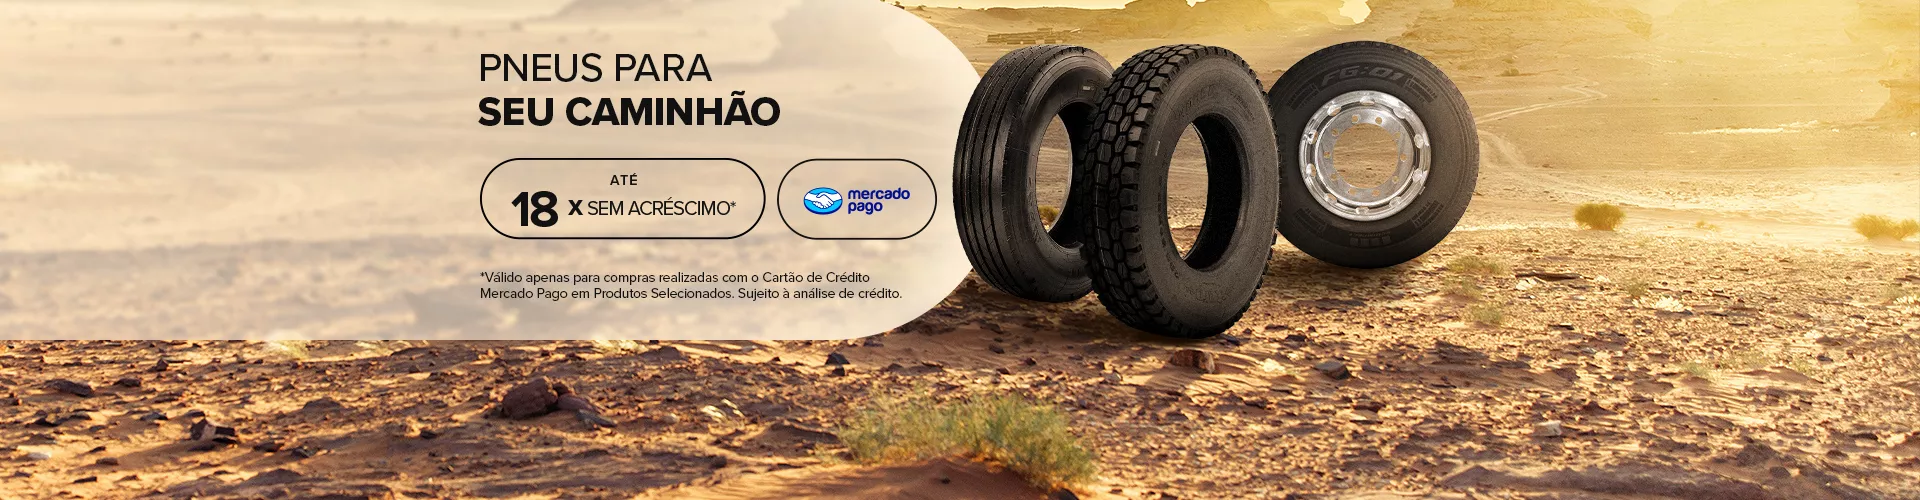 PNEUS PARA
SEU CAMINHÃO
ATÉ
18 X SEM ACRÉSCIMO*
mercado
pago
*Válido apenas para compras realizadas com o Cartão de Crédito
Mercado Pago em Produtos Selecionados. Sujeito à análise de crédito.
FG:01